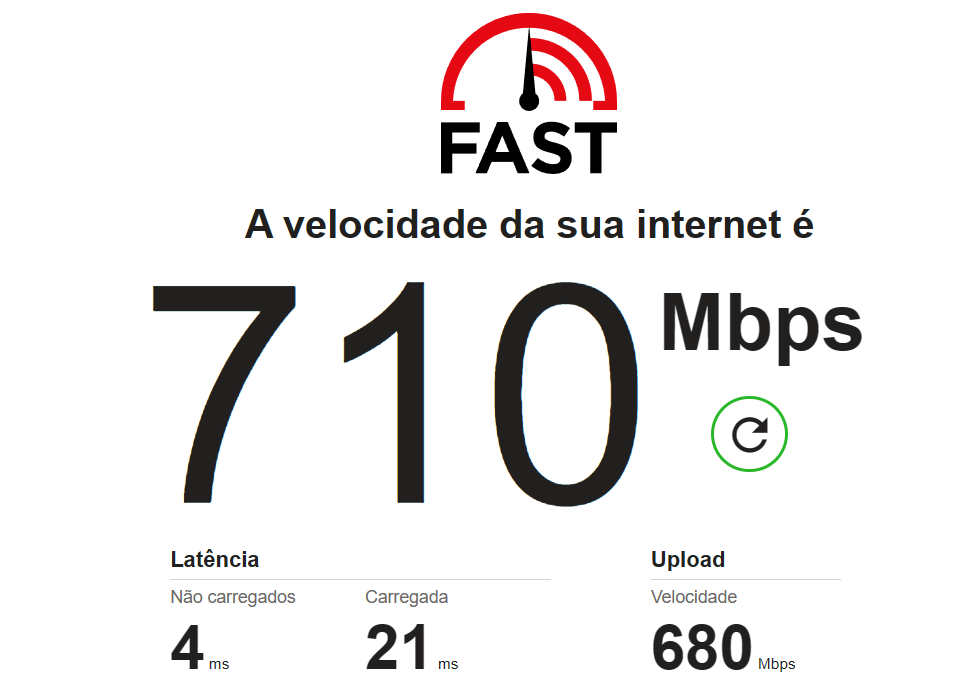 FAST
A velocidade da sua internet é
710 Mbps
Latência
Não carregados Carregada
4 ms 21 ms
Upload
Velocidade
680 Mbps